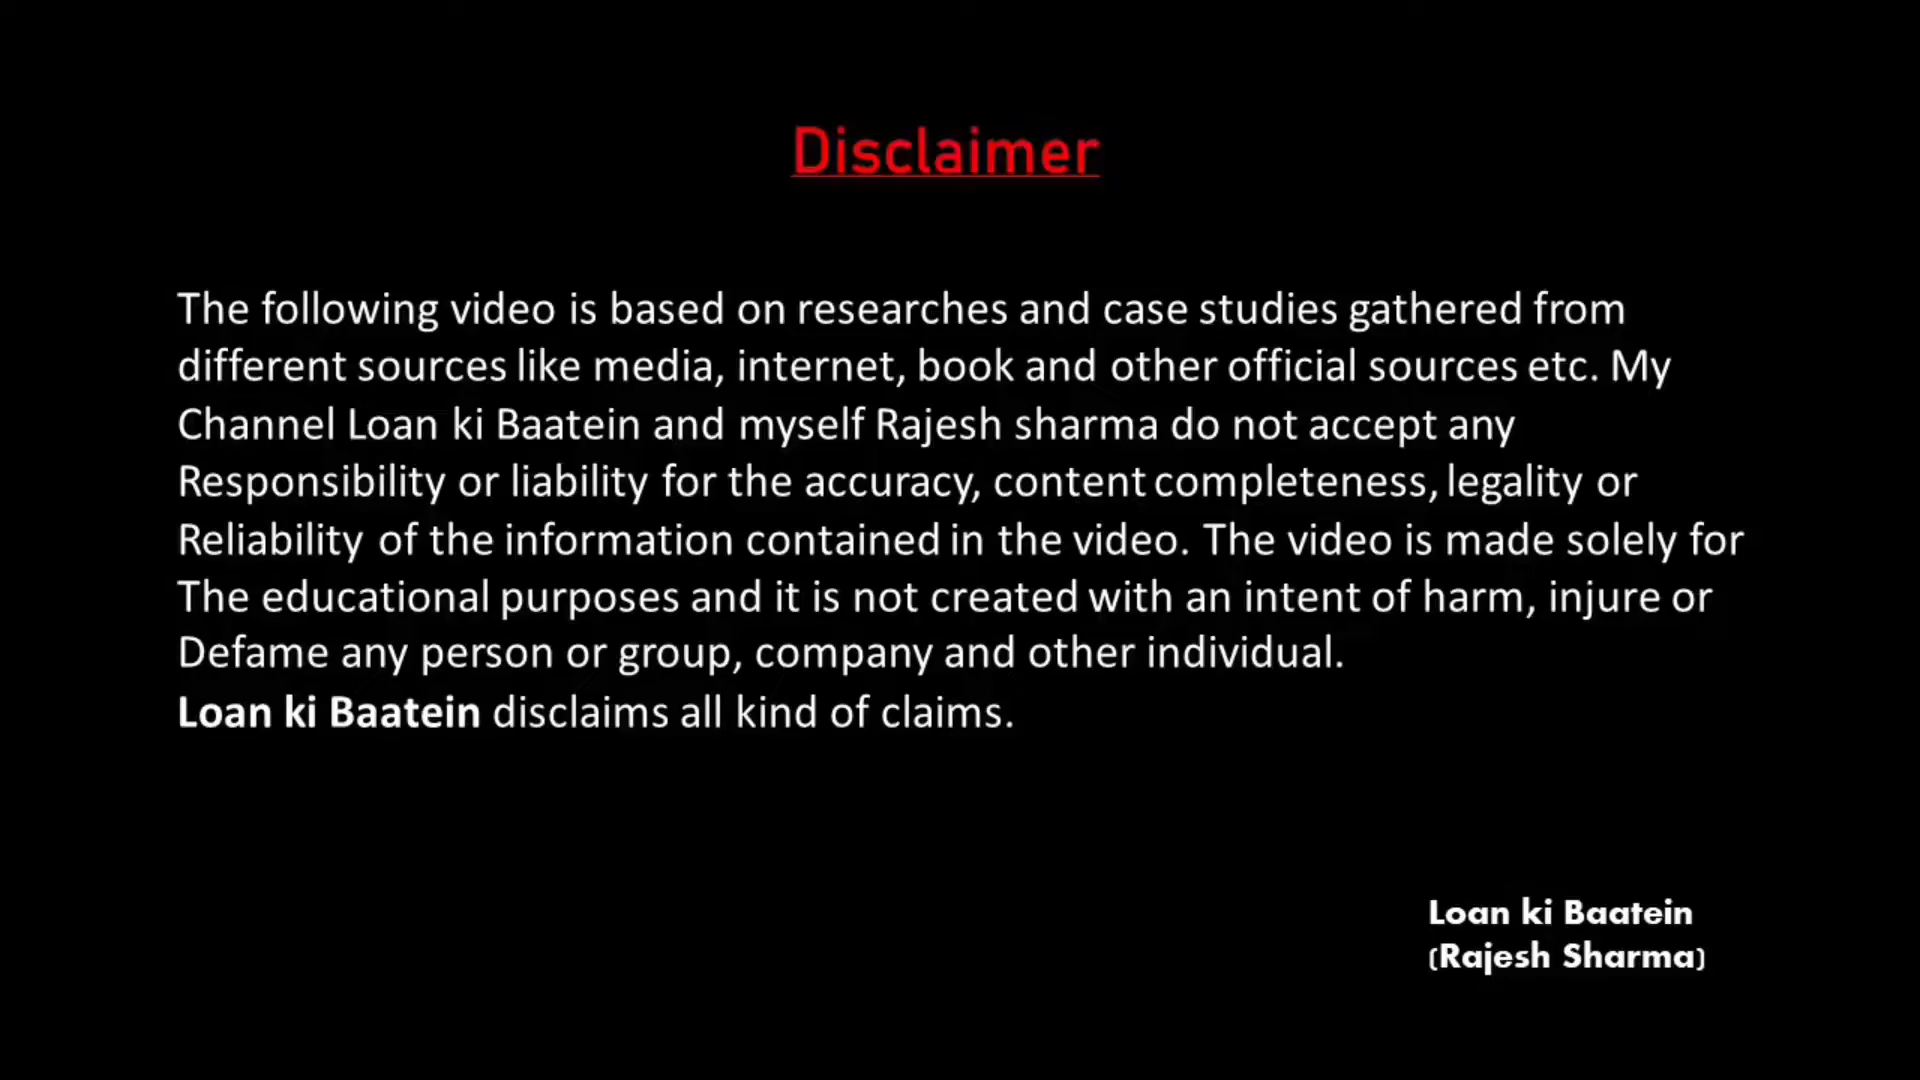 Disclaimer
The following video is based on researches and case studies gathered from
different sources like media, internet, book and other official sources etc. My
Channel Loan ki Baatein and myself Rajesh sharma do not accept any
Responsibility or liability for the accuracy, content completeness, legality or
Reliability of the information contained in the video. The video is made solely for
The educational purposes and it is not created with an intent of harm, injure or
Defame any person or group, company and other individual.
Loan ki Baatein disclaims all kind of claims.
Loan ki Baatein
(Rajesh Sharma)